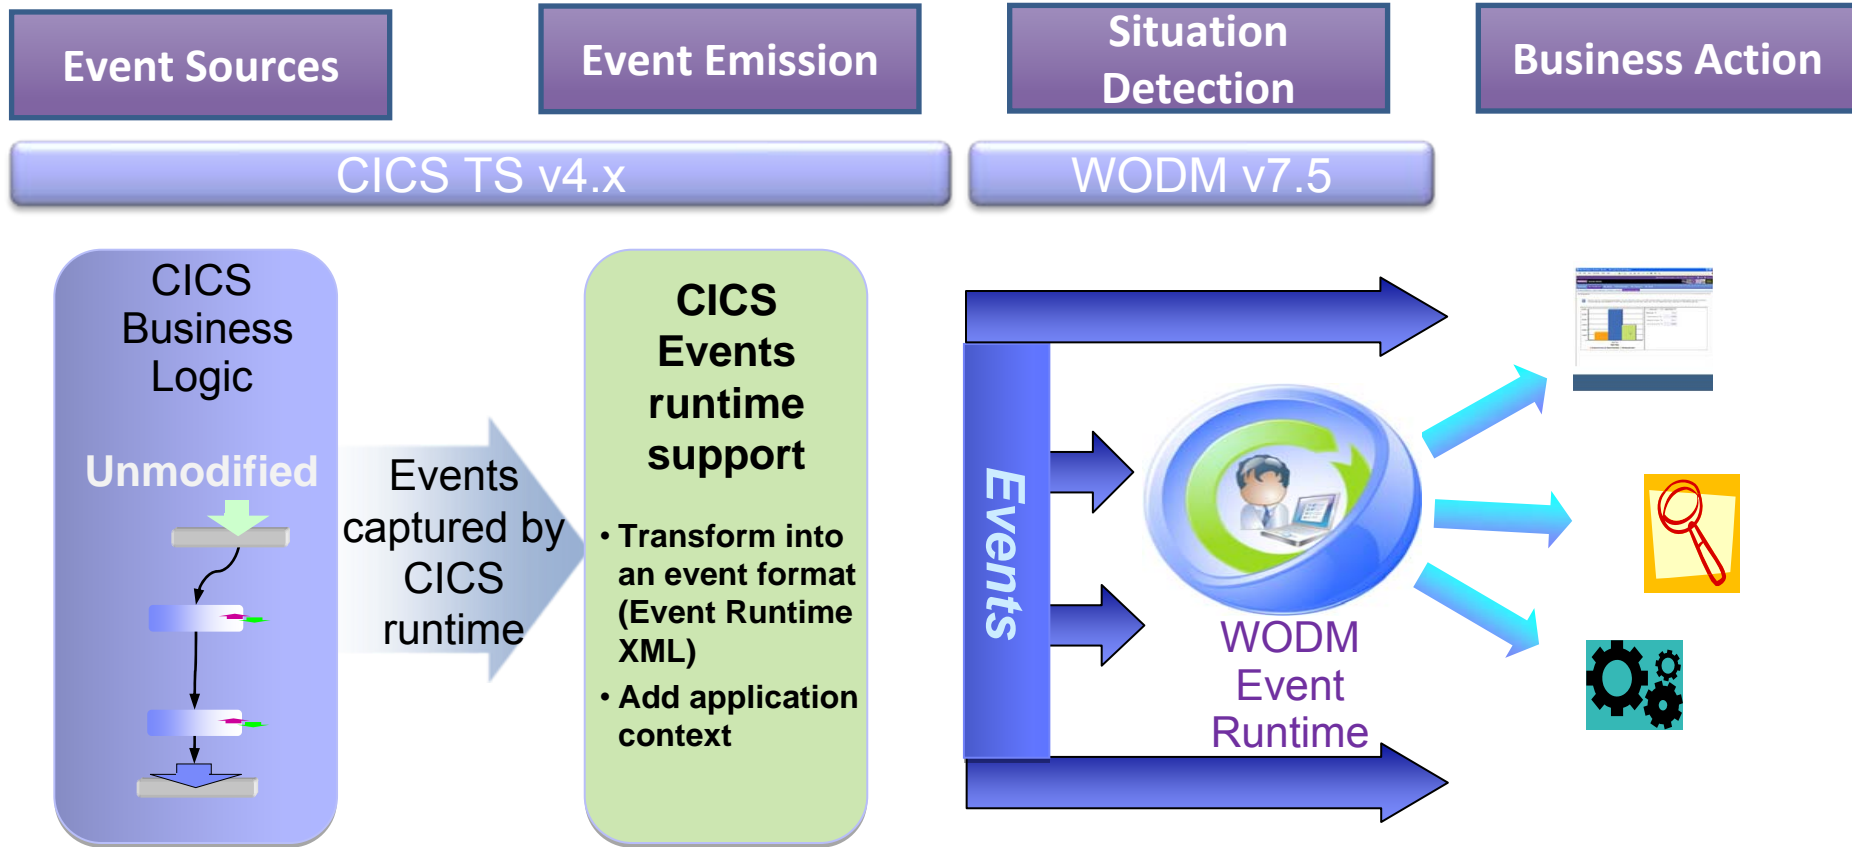 Event Sources
Event Emission
Situation
Detection
Business Action
CICS TS v4.x
WODM v7.5
CICS
Business
Logic
Unmodified
Events
captured by
CICS
runtime
CICS
Events
runtime
support
• Transform into
an event format
(Event Runtime
XML)
• Add application
context
Events
WODM
Event
Runtime